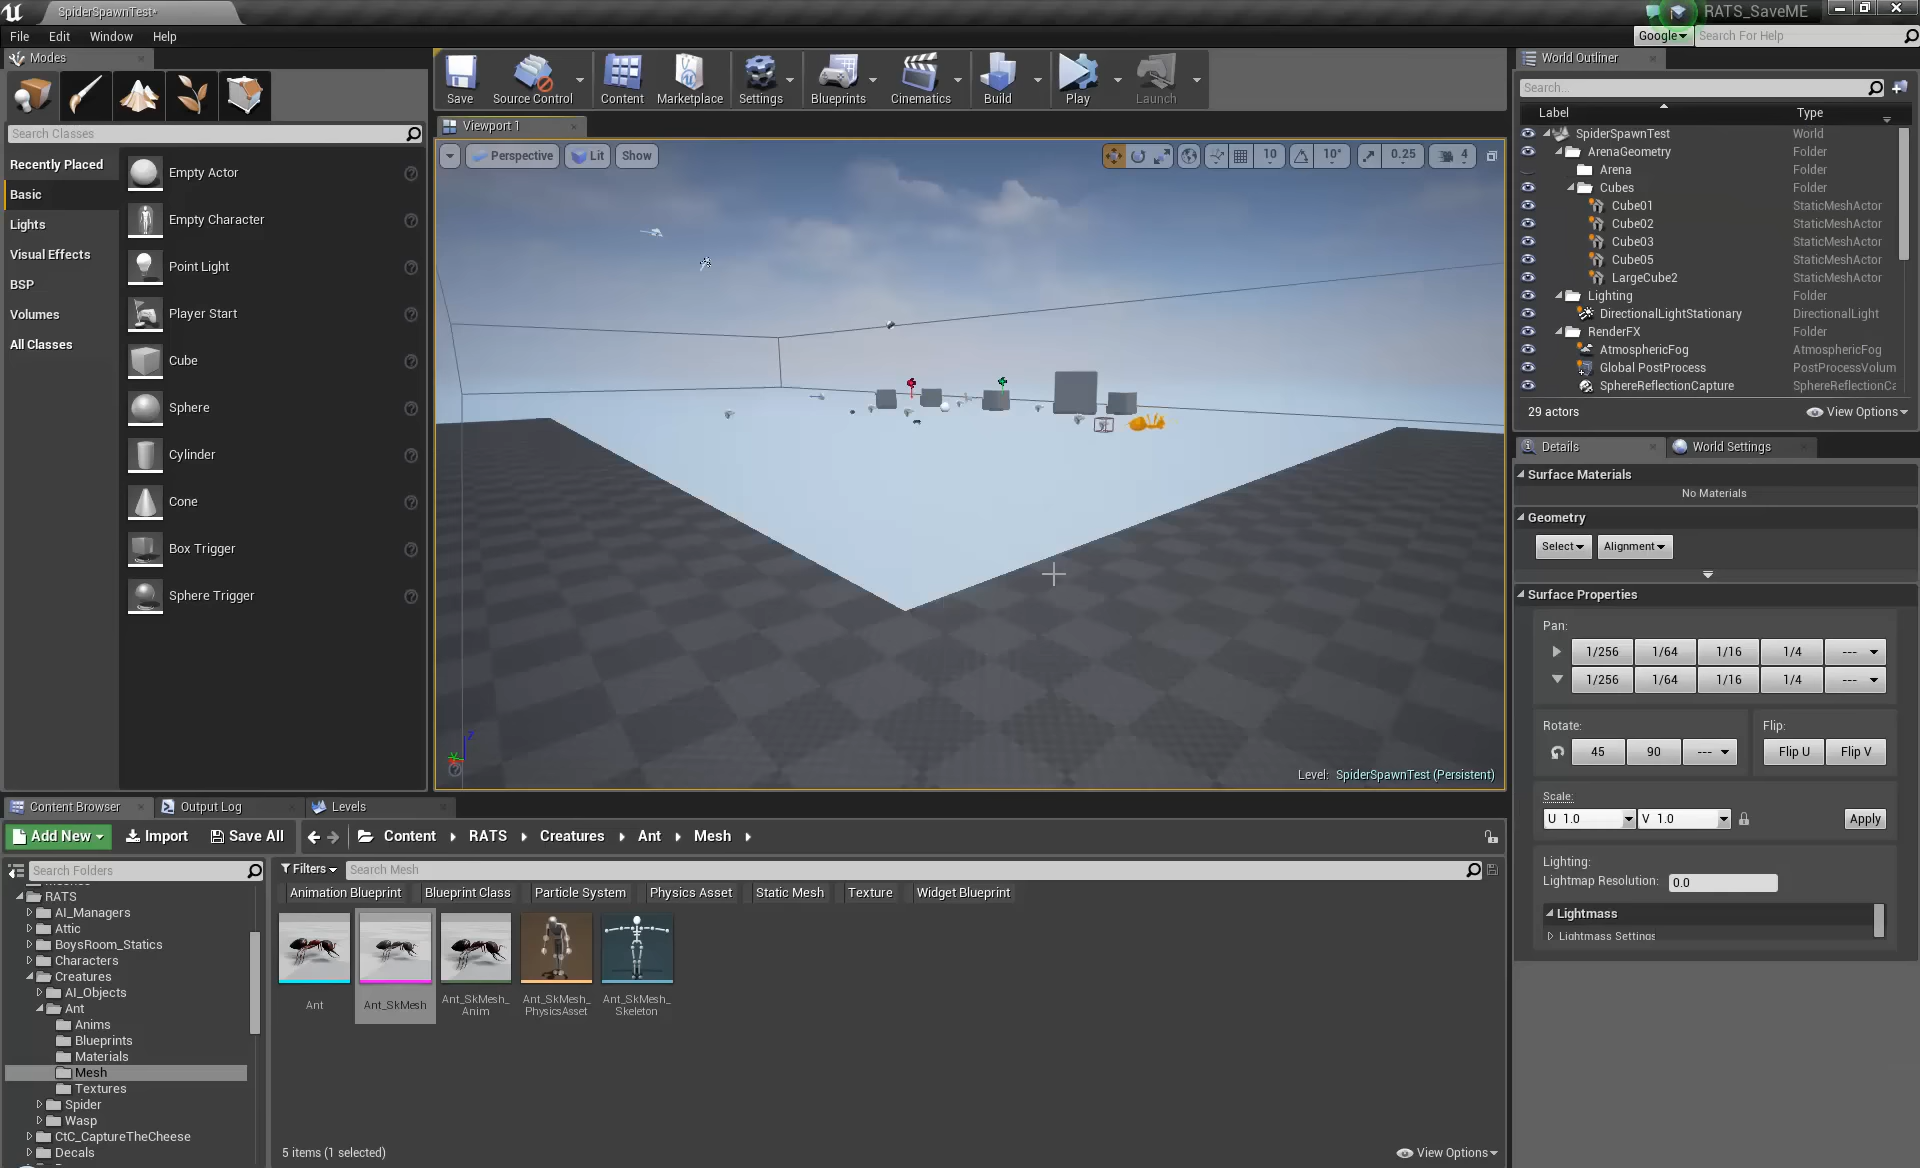 SpiderSpawnTest*
RATS_SaveME
File Edit Window Help
Google
Search For Help
Modes
Search Classes
Recently Placed
Basic
Lights
Visual Effects
BSP
Volumes
All Classes
Empty Actor
Empty Character
Point Light
Player Start
Cube
Sphere
Cylinder
Cone
Box Trigger
Sphere Trigger
Save
Source Control
Content
Marketplace
Settings
Blueprints
Cinematics
Build
Play
Launch
Viewport 1
Perspective Lit Show
10 10° 0.25 4
Level: SpiderSpawnTest (Persistent)
World Outliner
Search...
Label Type
SpiderSpawnTest World
ArenaGeometry Folder
Arena Folder
Cubes Folder
Cube01 StaticMeshActor
Cube02 StaticMeshActor
Cube03 StaticMeshActor
Cube05 StaticMeshActor
LargeCube2 StaticMeshActor
Lighting Folder
DirectionalLightStationary DirectionalLight
RenderFX Folder
AtmosphericFog AtmosphericFog
Global PostProcess PostProcessVolum
SphereReflectionCapture SphereReflectionCa
29 actors
View Options
Details
World Settings
Surface Materials
No Materials
Geometry
Select Alignment
Surface Properties
Pan:
1/256 1/64 1/16 1/4 ---
1/256 1/64 1/16 1/4 ---
Rotate: Flip:
45 90 --- Flip U Flip V
Scale:
U 1.0 V 1.0 Apply
Lighting:
Lightmap Resolution: 0.0
Lightmass
Lightmass Settings
Content Browser
Output Log
Levels
Add New Import Save All
Content RATS Creatures Ant Mesh
Search Folders
Filters
Search Mesh
Animation Blueprint Blueprint Class Particle System Physics Asset Static Mesh Texture Widget Blueprint
RATS
AI_Managers
Attic
BoysRoom_Statics
Characters
Creatures
AI_Objects
Ant
Anims
Blueprints
Materials
Mesh
Textures
Spider
Wasp
CtC_CaptureTheCheese
Decals
Ant
Ant_SkMesh
Ant_SkMesh_
Anim
Ant_SkMesh_
PhysicsAsset
Ant_SkMesh_
Skeleton
5 items (1 selected)
View Options